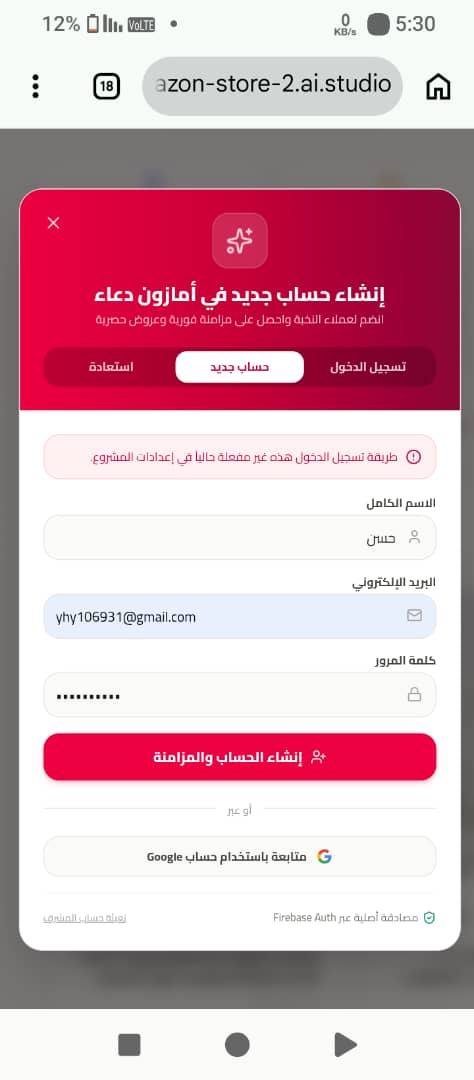 12%
VoLTE
0
KB/s
5:30
18
azon-store-2.ai.studio
إنشاء حساب جديد في أمازون دعاء
انضم لعملاء النخبة واحصل على مزامنة فورية وعروض حصرية
تسجيل الدخول
حساب جديد
استعادة
طريقة تسجيل الدخول هذه غير مفعلة حالياً في إعدادات المشروع.
الاسم الكامل
حسن
البريد الإلكتروني
yhy106931@gmail.com
كلمة المرور
••••••••••
إنشاء الحساب والمزامنة
أو عبر
متابعة باستخدام حساب Google
مصادقة أصلية عبر Firebase Auth
تعبئة حساب المشرف